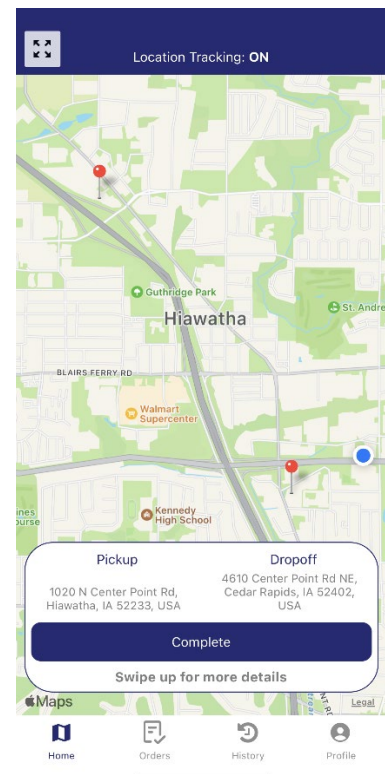 Location Tracking: ON
Guthridge Park
St. Andre
Hiawatha
BLAIRS FERRY RD
Walmart
Supercenter
Kennedy
High School
ines
ourse
Pickup
Dropoff
1020 N Center Point Rd,
Hiawatha, IA 52233, USA
4610 Center Point Rd NE,
Cedar Rapids, IA 52402,
USA
Complete
Swipe up for more details
Maps
Legal
Home
Orders
History
Profile